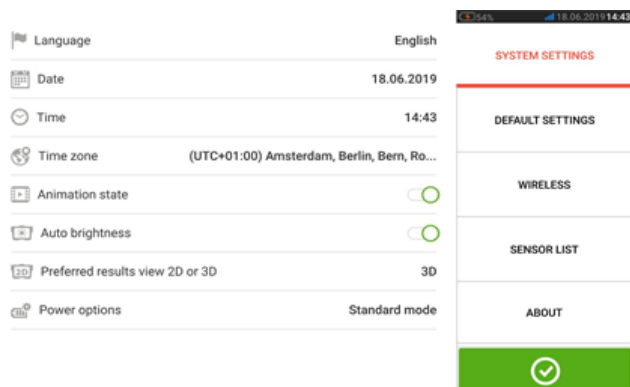 Language English
Date 18.06.2019
Time 14:43
Time zone (UTC+01:00) Amsterdam, Berlin, Bern, Ro...
Animation state
Auto brightness
2D Preferred results view 2D or 3D 3D
Power options Standard mode
54% 18.06.2019 14:43
SYSTEM SETTINGS
DEFAULT SETTINGS
WIRELESS
SENSOR LIST
ABOUT